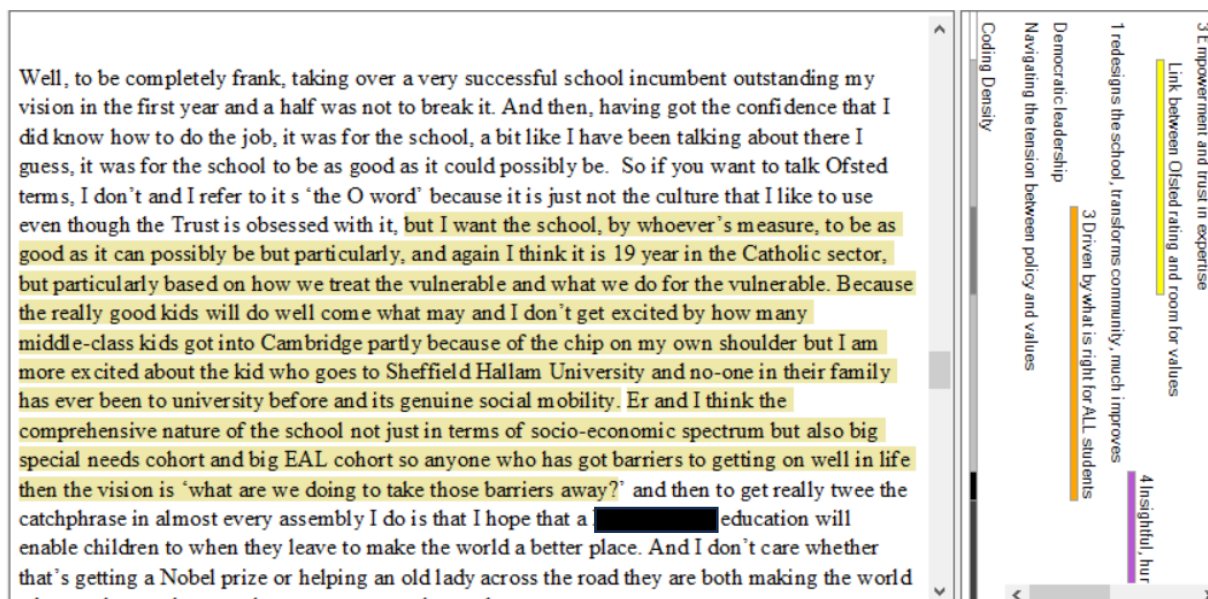 Well, to be completely frank, taking over a very successful school incumbent outstanding my
vision in the first year and a half was not to break it. And then, having got the confidence that I
did know how to do the job, it was for the school, a bit like I have been talking about there I
guess, it was for the school to be as good as it could possibly be.  So if you want to talk Ofsted
terms, I don't and I refer to it s 'the O word' because it is just not the culture that I like to use
even though the Trust is obsessed with it, but I want the school, by whoever's measure, to be as
good as it can possibly be but particularly, and again I think it is 19 year in the Catholic sector,
but particularly based on how we treat the vulnerable and what we do for the vulnerable. Because
the really good kids will do well come what may and I don't get excited by how many
middle-class kids got into Cambridge partly because of the chip on my own shoulder but I am
more excited about the kid who goes to Sheffield Hallam University and no-one in their family
has ever been to university before and its genuine social mobility. Er and I think the
comprehensive nature of the school not just in terms of socio-economic spectrum but also big
special needs cohort and big EAL cohort so anyone who has got barriers to getting on well in life
then the vision is 'what are we doing to take those barriers away?' and then to get really twee the
catchphrase in almost every assembly I do is that I hope that a education will
enable children to when they leave to make the world a better place. And I don't care whether
that's getting a Nobel prize or helping an old lady across the road they are both making the world
3 Empowerment and trust in expertise
Link between Ofsted rating and room for values
1 redesigns the school, transforms community, much improves
4 Insightful, hur
3 Driven by what is right for ALL students
Democratic leadership
Navigating the tension between policy and values
Coding Density